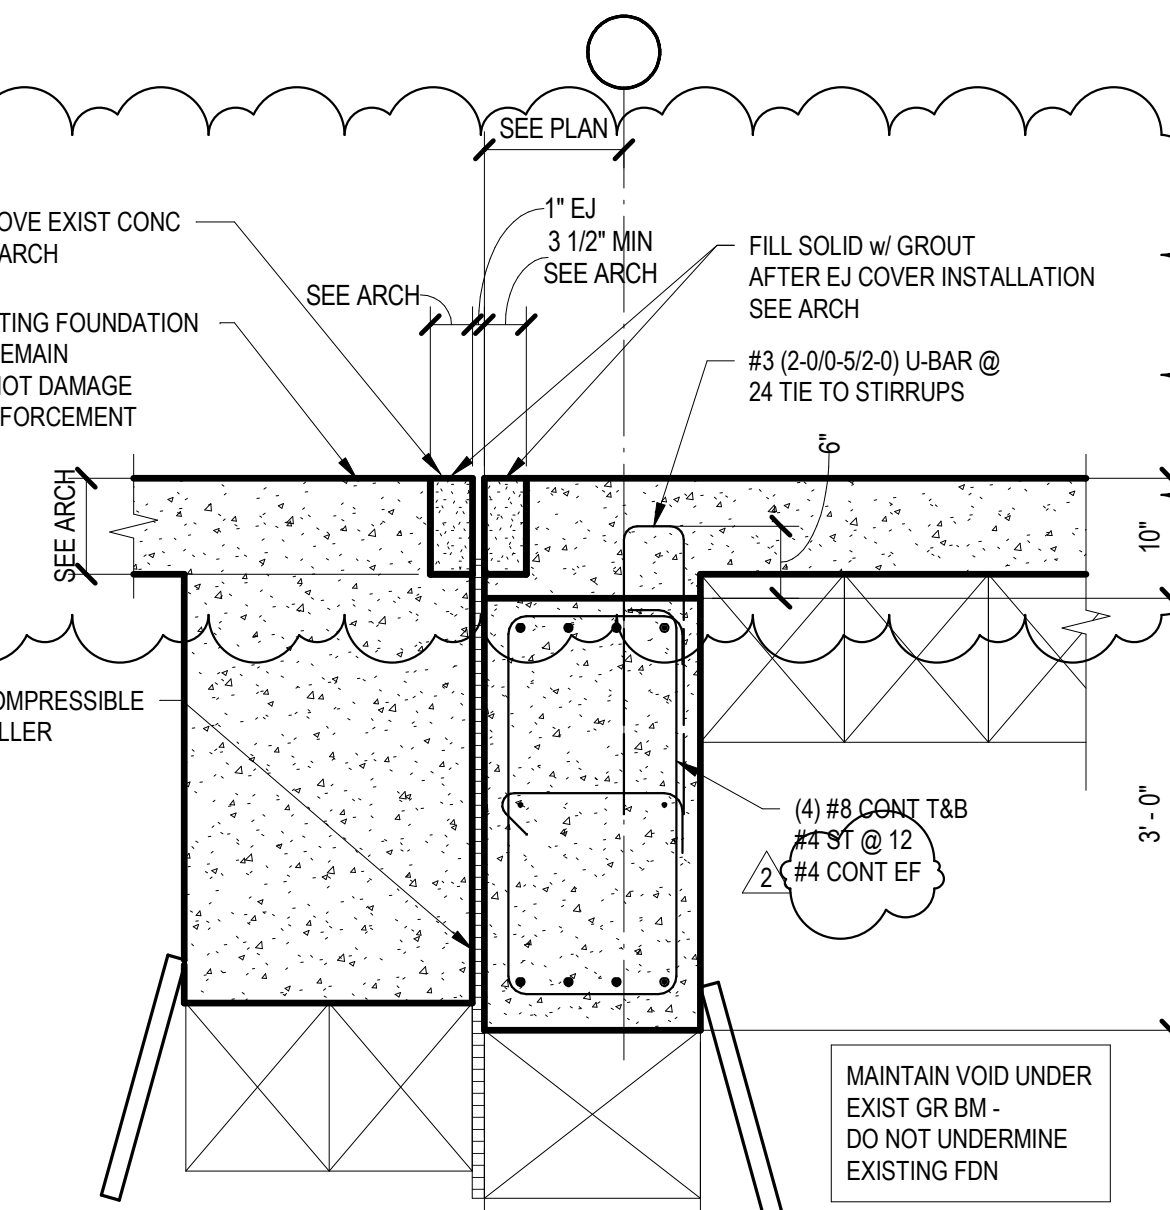 SEE PLAN
OVE EXIST CONC
ARCH
1" EJ
3 1/2" MIN
SEE ARCH
SEE ARCH
FILL SOLID w/ GROUT
AFTER EJ COVER INSTALLATION
SEE ARCH
TING FOUNDATION
EMAIN
NOT DAMAGE
FORCEMENT
#3 (2-0/0-5/2-0) U-BAR @
24 TIE TO STIRRUPS
6"
SEE ARCH
10"
OMPRESSIBLE
LLER
(4) #8 CONT T&B
#4 ST @ 12
#4 CONT EF
2
3' - 0"
MAINTAIN VOID UNDER
EXIST GR BM -
DO NOT UNDERMINE
EXISTING FDN